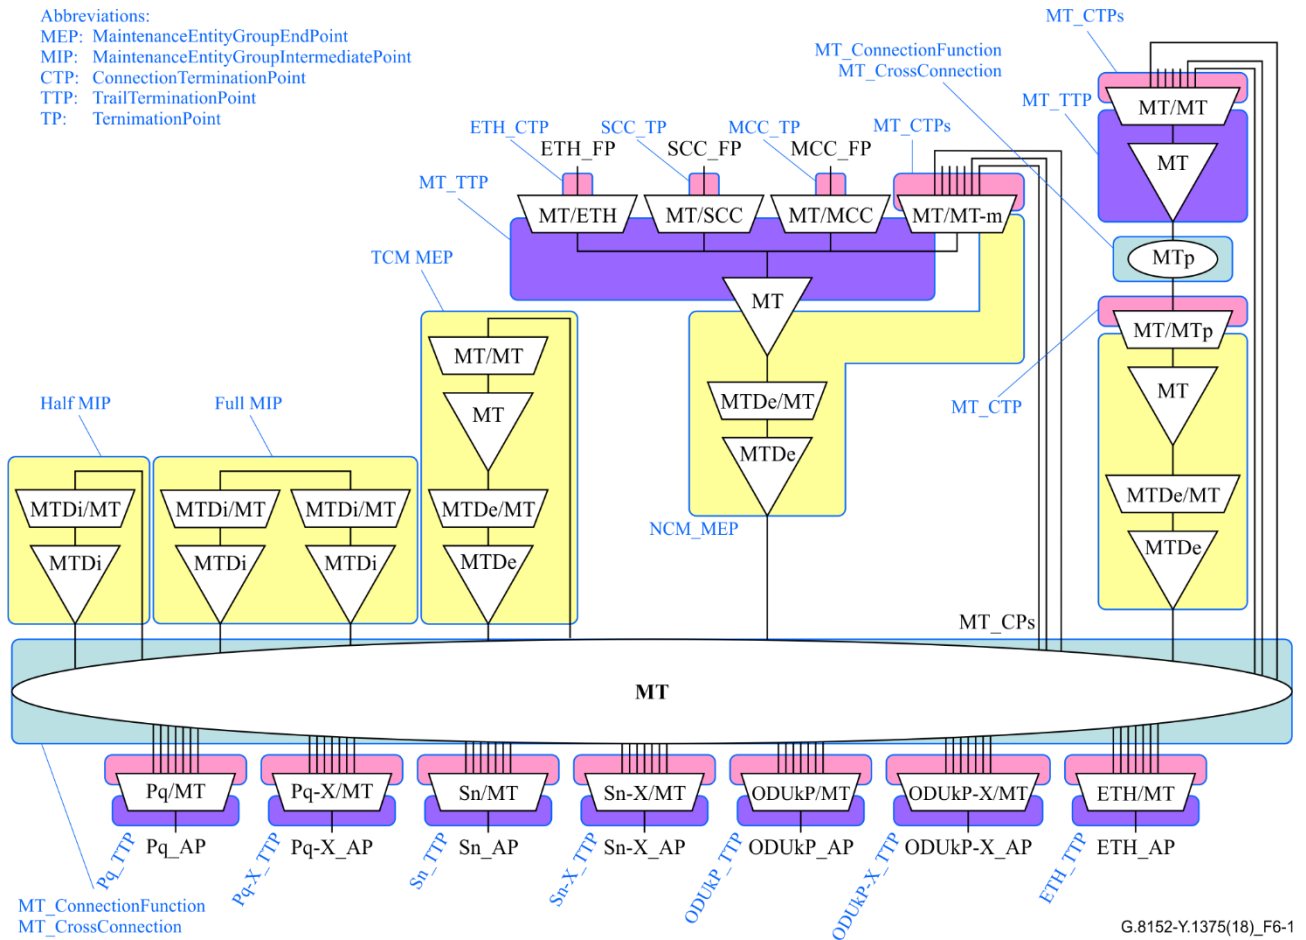 Abbreviations:
MEP: MaintenanceEntityGroupEndPoint
MIP: MaintenanceEntityGroupIntermediatePoint
CTP: ConnectionTerminationPoint
TTP: TrailTerminationPoint
TP: TernimationPoint
MT_CTPs
MT_ConnectionFunction
MT_CrossConnection
MT_TTP
MT/MT
MT
ETH_CTP
SCC_TP
MCC_TP
MT_CTPs
ETH_FP
SCC_FP
MCC_FP
MT_TTP
MT/ETH
MT/SCC
MT/MCC
MT/MT-m
MTp
TCM MEP
MT
MT/MTp
MT/MT
MT
MT_CTP
Half MIP
Full MIP
MT
MTDe/MT
MTDe
MTDi/MT
MTDi/MT
MTDi/MT
MTDe/MT
MTDe/MT
NCM_MEP
MTDi
MTDi
MTDi
MTDe
MTDe
MT_CPs
MT
Pq/MT
Pq-X/MT
Sn/MT
Sn-X/MT
ODUkP/MT
ODUkP-X/MT
ETH/MT
Pq_TTP
Pq_AP
Pq-X_TTP
Pq-X_AP
Sn_TTP
Sn_AP
Sn-X_TTP
Sn-X_AP
ODUkP_TTP
ODUkP_AP
ODUkP-X_TTP
ODUkP-X_AP
ETH_TTP
ETH_AP
MT_ConnectionFunction
MT_CrossConnection
G.8152-Y.1375(18)_F6-1